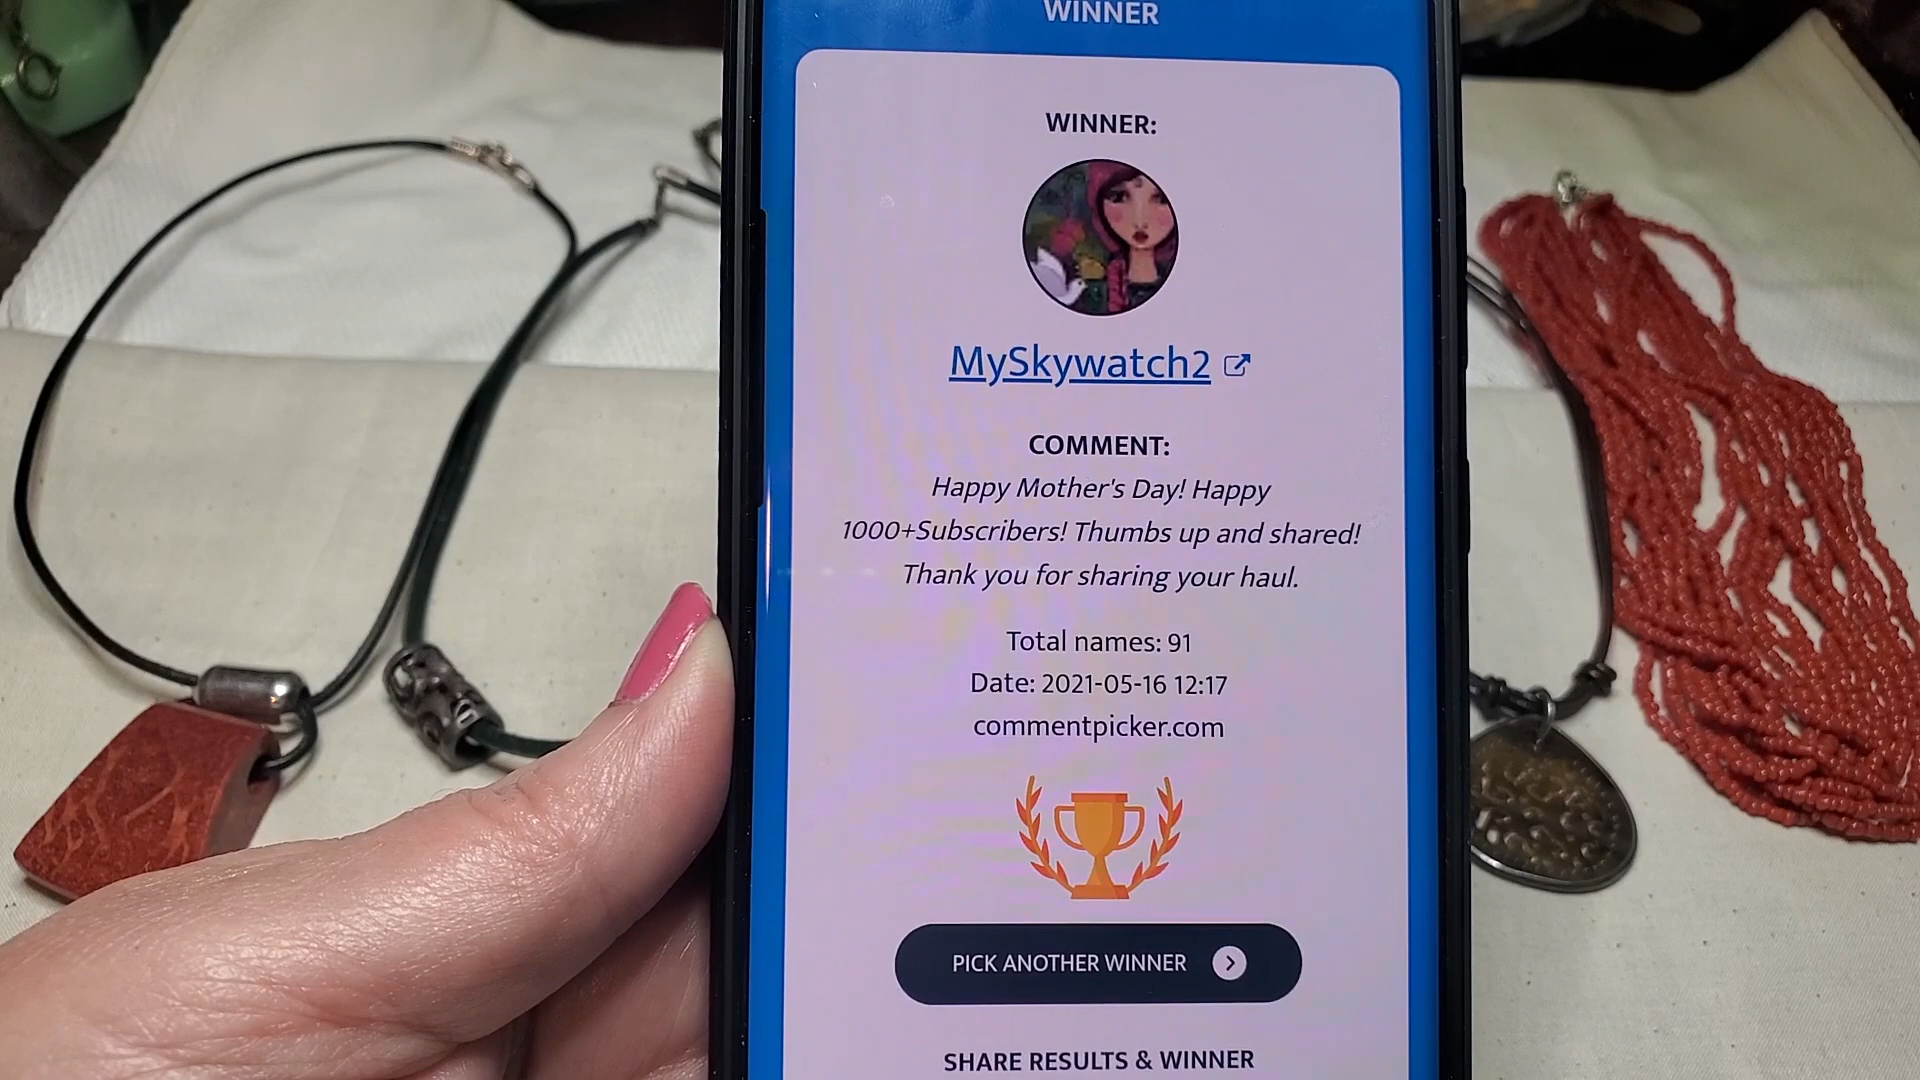 WINNER
WINNER:
MySkywatch2
COMMENT:
Happy Mother's Day! Happy
1000+Subscribers! Thumbs up and shared!
Thank you for sharing your haul.
Total names: 91
Date: 2021-05-16 12:17
commentpicker.com
PICK ANOTHER WINNER
SHARE RESULTS & WINNER